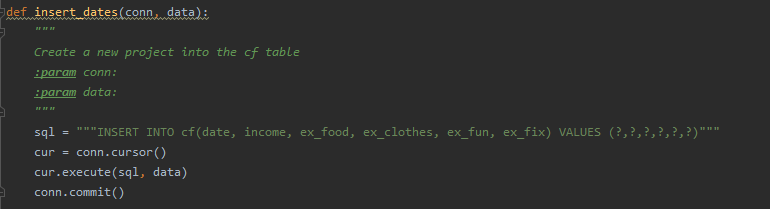 def insert_dates(conn, data):
    """
    Create a new project into the cf table
    :param conn:
    :param data:
    """
    sql = """INSERT INTO cf(date, income, ex_food, ex_clothes, ex_fun, ex_fix) VALUES (?,?,?,?,?,?)"""
    cur = conn.cursor()
    cur.execute(sql, data)
    conn.commit()